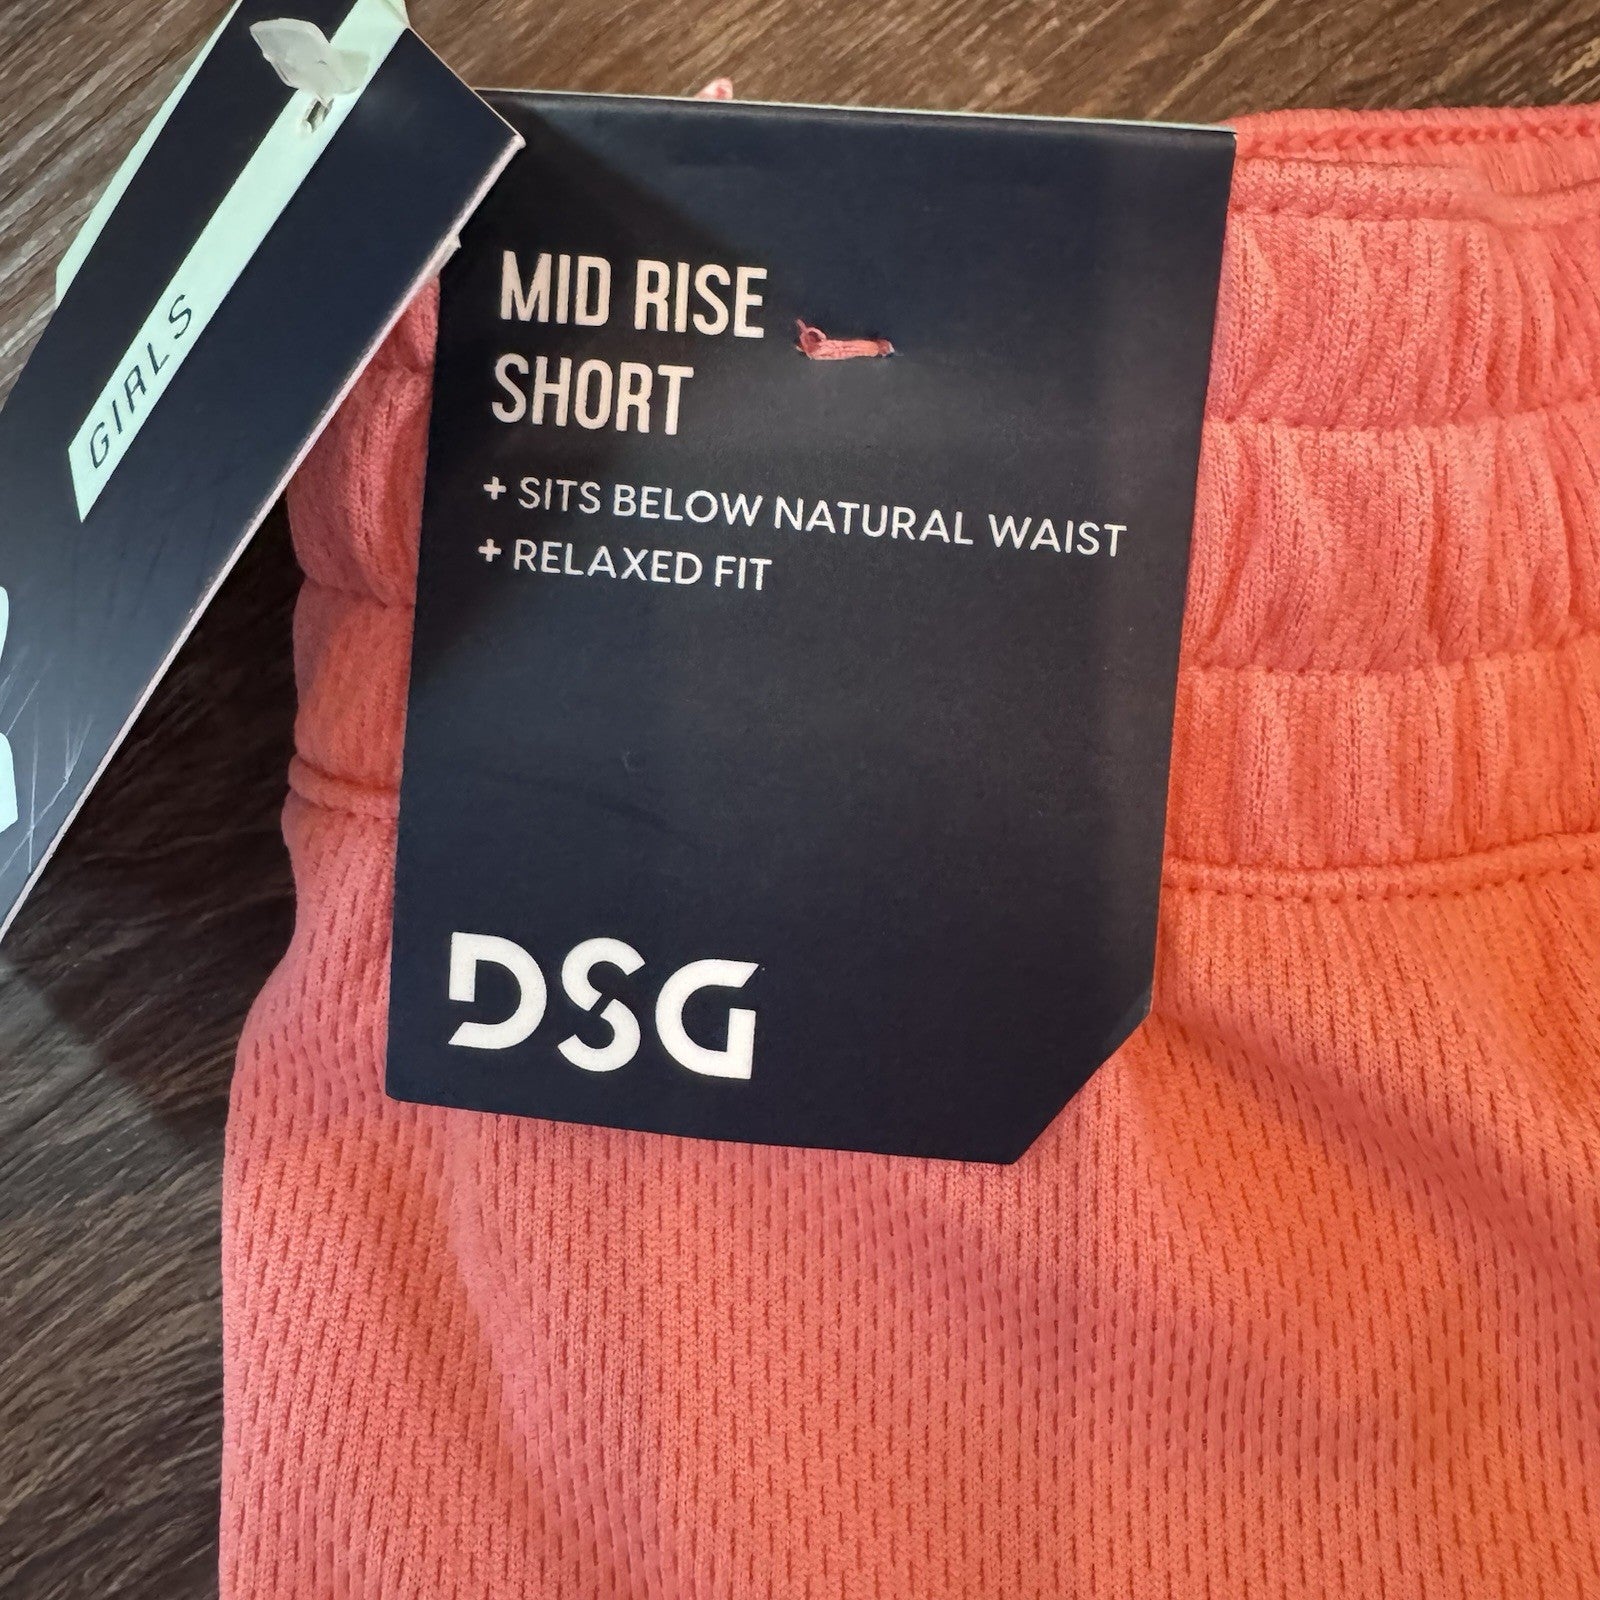 GIRLS
MID RISE
SHORT
+ SITS BELOW NATURAL WAIST
+ RELAXED FIT
DSG